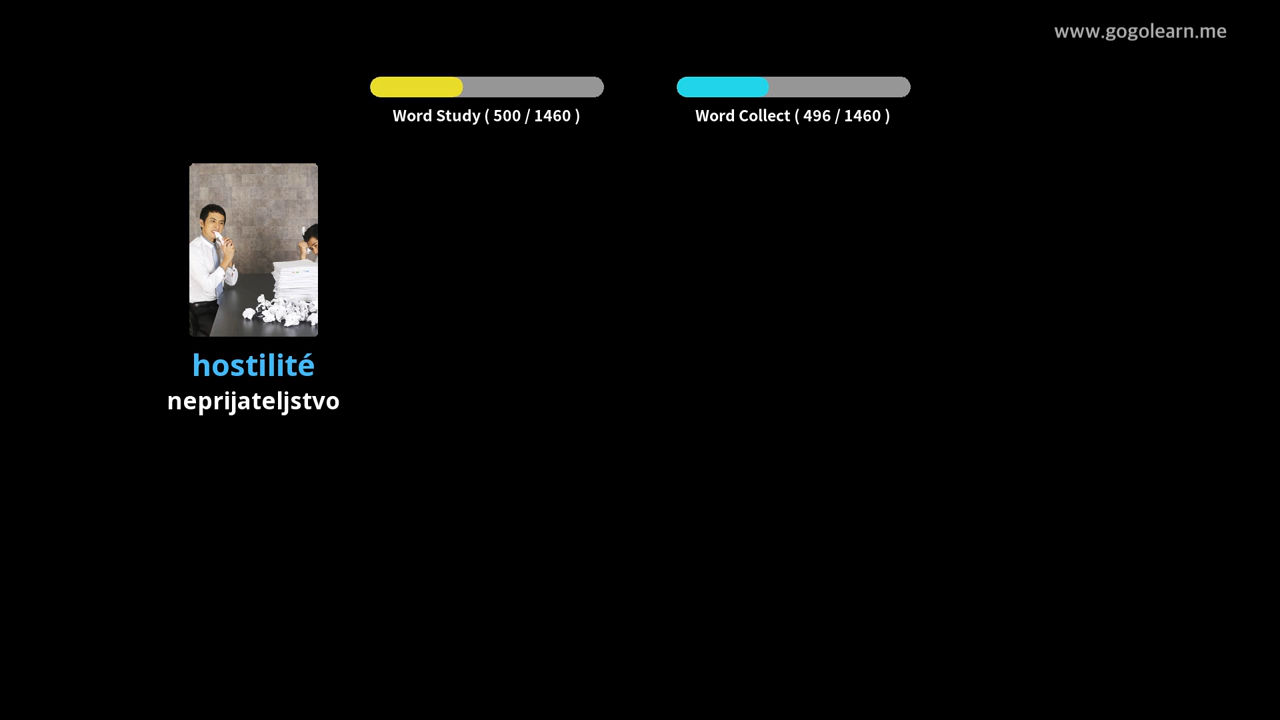 www.gogolearn.me
Word Study ( 500 / 1460 )
Word Collect ( 496 / 1460 )
hostilité
neprijateljstvo